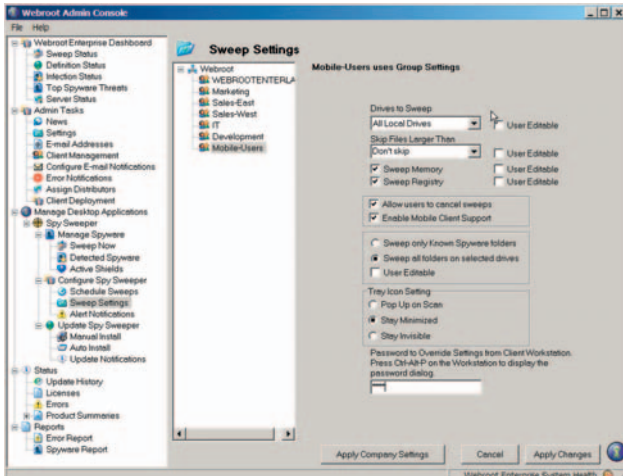 Webroot Admin Console
File Help
Webroot Enterprise Dashboard
Sweep Status
Definition Status
Infection Status
Top Spyware Threats
Server Status
Admin Tasks
News
Settings
E-mail Addresses
Client Management
Configure E-mail Notifications
Error Notifications
Assign Distributors
Client Deployment
Manage Desktop Applications
Spy Sweeper
Manage Spyware
Sweep Now
Detected Spyware
Active Shields
Configure Spy Sweeper
Schedule Sweeps
Sweep Settings
Alert Notifications
Update Spy Sweeper
Manual Install
Auto Install
Update Notifications
Status
Update History
Licenses
Errors
Product Summaries
Reports
Error Report
Spyware Report
Sweep Settings
Webroot
WEBROOTENTERLA
Marketing
Sales-East
Sales-West
IT
Development
Mobile-Users
Mobile-Users uses Group Settings
Drives to Sweep
All Local Drives User Editable
Skip Files Larger Than
Don't skip User Editable
Sweep Memory User Editable
Sweep Registry User Editable
Allow users to cancel sweeps
Enable Mobile Client Support
Sweep only Known Spyware folders
Sweep all folders on selected drives
User Editable
Tray Icon Setting
Pop Up on Scan
Stay Minimized
Stay Invisible
Password to Override Settings from Client Workstation.
Press Ctrl-Alt-P on the Workstation to display the
password dialog.
Apply Company Settings Cancel Apply Changes
Webroot Enterprise System Health